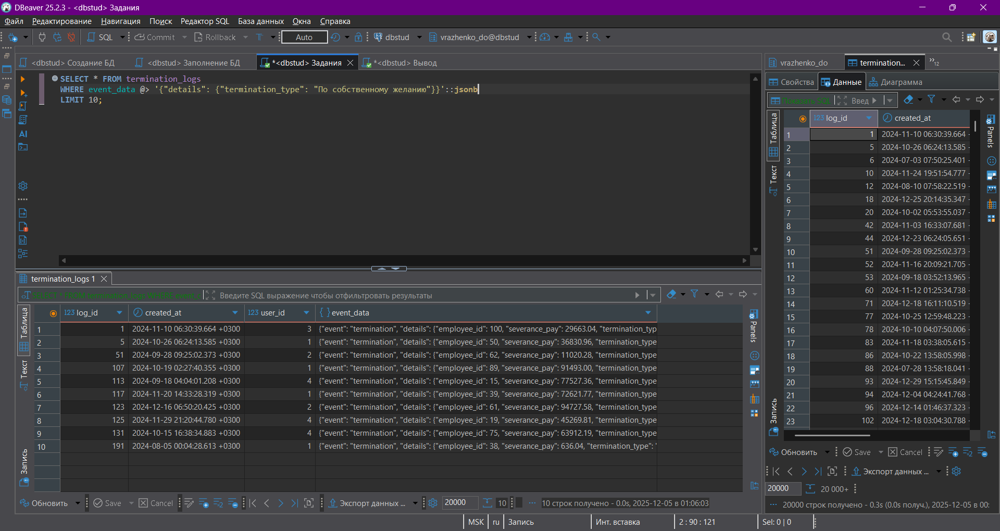 DBeaver 25.2.3 - <dbstud> Задания
Файл Редактирование Навигация Поиск Редактор SQL База данных Окна Справка
SQL Commit Rollback Auto dbstud vrazhenko_do@dbstud
<dbstud> Создание БД <dbstud> Заполнение БД *<dbstud> Задания *<dbstud> Вывод
SELECT * FROM termination_logs
WHERE event_data @> '{"details": {"termination_type": "По собственному желанию"}}'::jsonb
LIMIT 10;
AI
termination_logs 1
SELECT * FROM termination_logs WHERE event_ Введите SQL выражение чтобы отфильтровать результаты
Таблица
Текст
Запись
123 log_id created_at 123 user_id {} event_data
1 1 2024-11-10 06:30:39.664 +0300 3 {"event": "termination", "details": {"employee_id": 100, "severance_pay": 29663.04, "termination_typ
2 5 2024-10-26 06:24:13.585 +0300 1 {"event": "termination", "details": {"employee_id": 50, "severance_pay": 36830.96, "termination_type
3 51 2024-09-28 09:25:02.373 +0300 2 {"event": "termination", "details": {"employee_id": 62, "severance_pay": 11020.28, "termination_type
4 107 2024-10-19 02:27:40.355 +0300 1 {"event": "termination", "details": {"employee_id": 89, "severance_pay": 91493.00, "termination_type
5 113 2024-09-18 04:04:01.208 +0300 4 {"event": "termination", "details": {"employee_id": 15, "severance_pay": 77527.36, "termination_type
6 117 2024-11-20 14:33:28.319 +0300 1 {"event": "termination", "details": {"employee_id": 39, "severance_pay": 72621.77, "termination_type
7 123 2024-12-16 06:50:20.425 +0300 2 {"event": "termination", "details": {"employee_id": 61, "severance_pay": 94727.58, "termination_type
8 125 2024-11-29 21:20:44.780 +0300 4 {"event": "termination", "details": {"employee_id": 19, "severance_pay": 45269.81, "termination_type
9 131 2024-10-15 16:38:34.883 +0300 4 {"event": "termination", "details": {"employee_id": 75, "severance_pay": 63912.19, "termination_type
10 191 2024-08-05 00:04:28.613 +0300 1 {"event": "termination", "details": {"employee_id": 38, "severance_pay": 636.04, "termination_type": "
Panels
Обновить Save Cancel Экспорт данных ... 20000 10 ... 10 строк получено - 0.0s, 2025-12-05 в 01:06:03
vrazhenko_do termination... »12
Свойства Данные Диаграмма
Показать SQL Введ
Таблица
Текст
Запись
123 log_id created_at
1 1 2024-11-10 06:30:39.664 -
2 5 2024-10-26 06:24:13.585 -
3 6 2024-07-03 07:50:25.401 -
4 10 2024-11-24 19:51:54.777 -
5 12 2024-08-10 07:58:22.519 -
6 18 2024-12-25 20:14:35.347 -
7 20 2024-10-02 05:53:55.037 -
8 42 2024-11-03 16:33:07.681 -
9 44 2024-12-23 06:24:05.651 -
10 51 2024-09-28 09:25:02.373 -
11 52 2024-11-16 20:09:21.705 -
12 53 2024-09-18 03:52:13.965 -
13 60 2024-11-12 01:25:34.738 -
14 71 2024-12-18 16:11:10.519 -
15 77 2024-10-25 12:59:48.223 -
16 78 2024-10-10 04:07:50.006 -
17 83 2024-11-18 03:38:05.615 -
18 86 2024-10-22 13:58:05.998 -
19 88 2024-07-28 13:58:18.041 -
20 93 2024-12-29 15:15:45.849 -
21 94 2024-12-04 04:24:41.768 -
22 96 2024-12-14 01:46:37.323 -
23 102 2024-12-18 03:04:30.788 -
Panels
Обновить Save Cancel
Экспорт данных ...
20000 20 000+
... 20000 строк получено - 0.3s (0.0s получ.), 2025-12-05 в 00:
MSK ru Запись Инт. вставка 2 : 90 : 121 Sel: 0 | 0